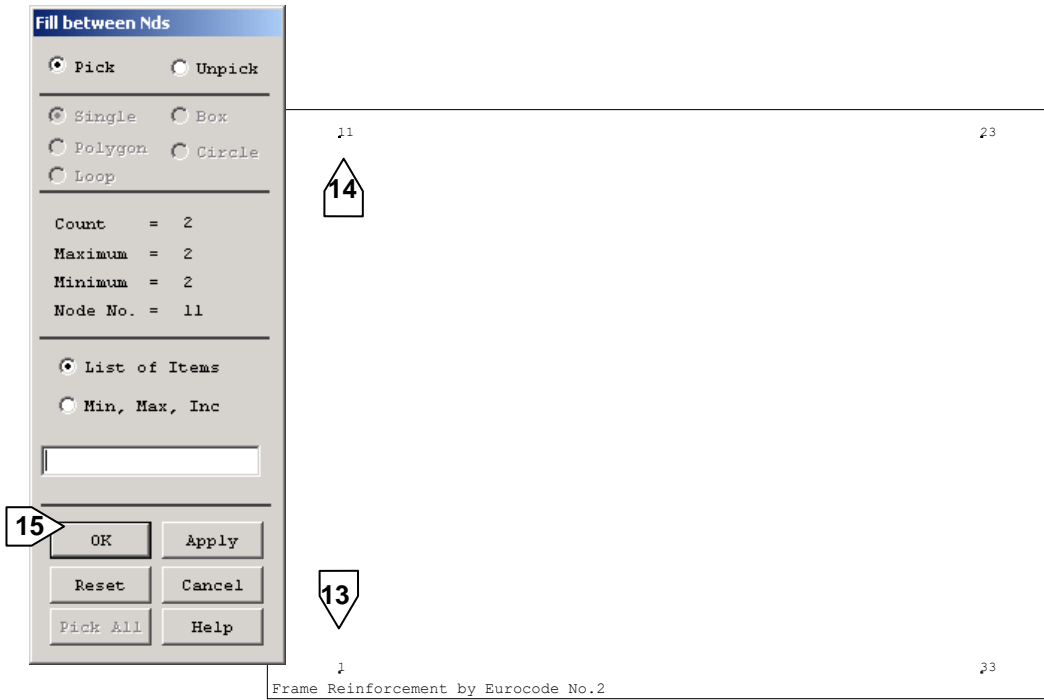 Fill between Nds
Pick Unpick
Single Box
Polygon Circle
Loop
Count = 2
Maximum = 2
Minimum = 2
Node No. = 11
List of Items
Min, Max, Inc
15
OK Apply
Reset Cancel
Pick All Help
11 23
14
13
1 33
Frame Reinforcement by Eurocode No.2